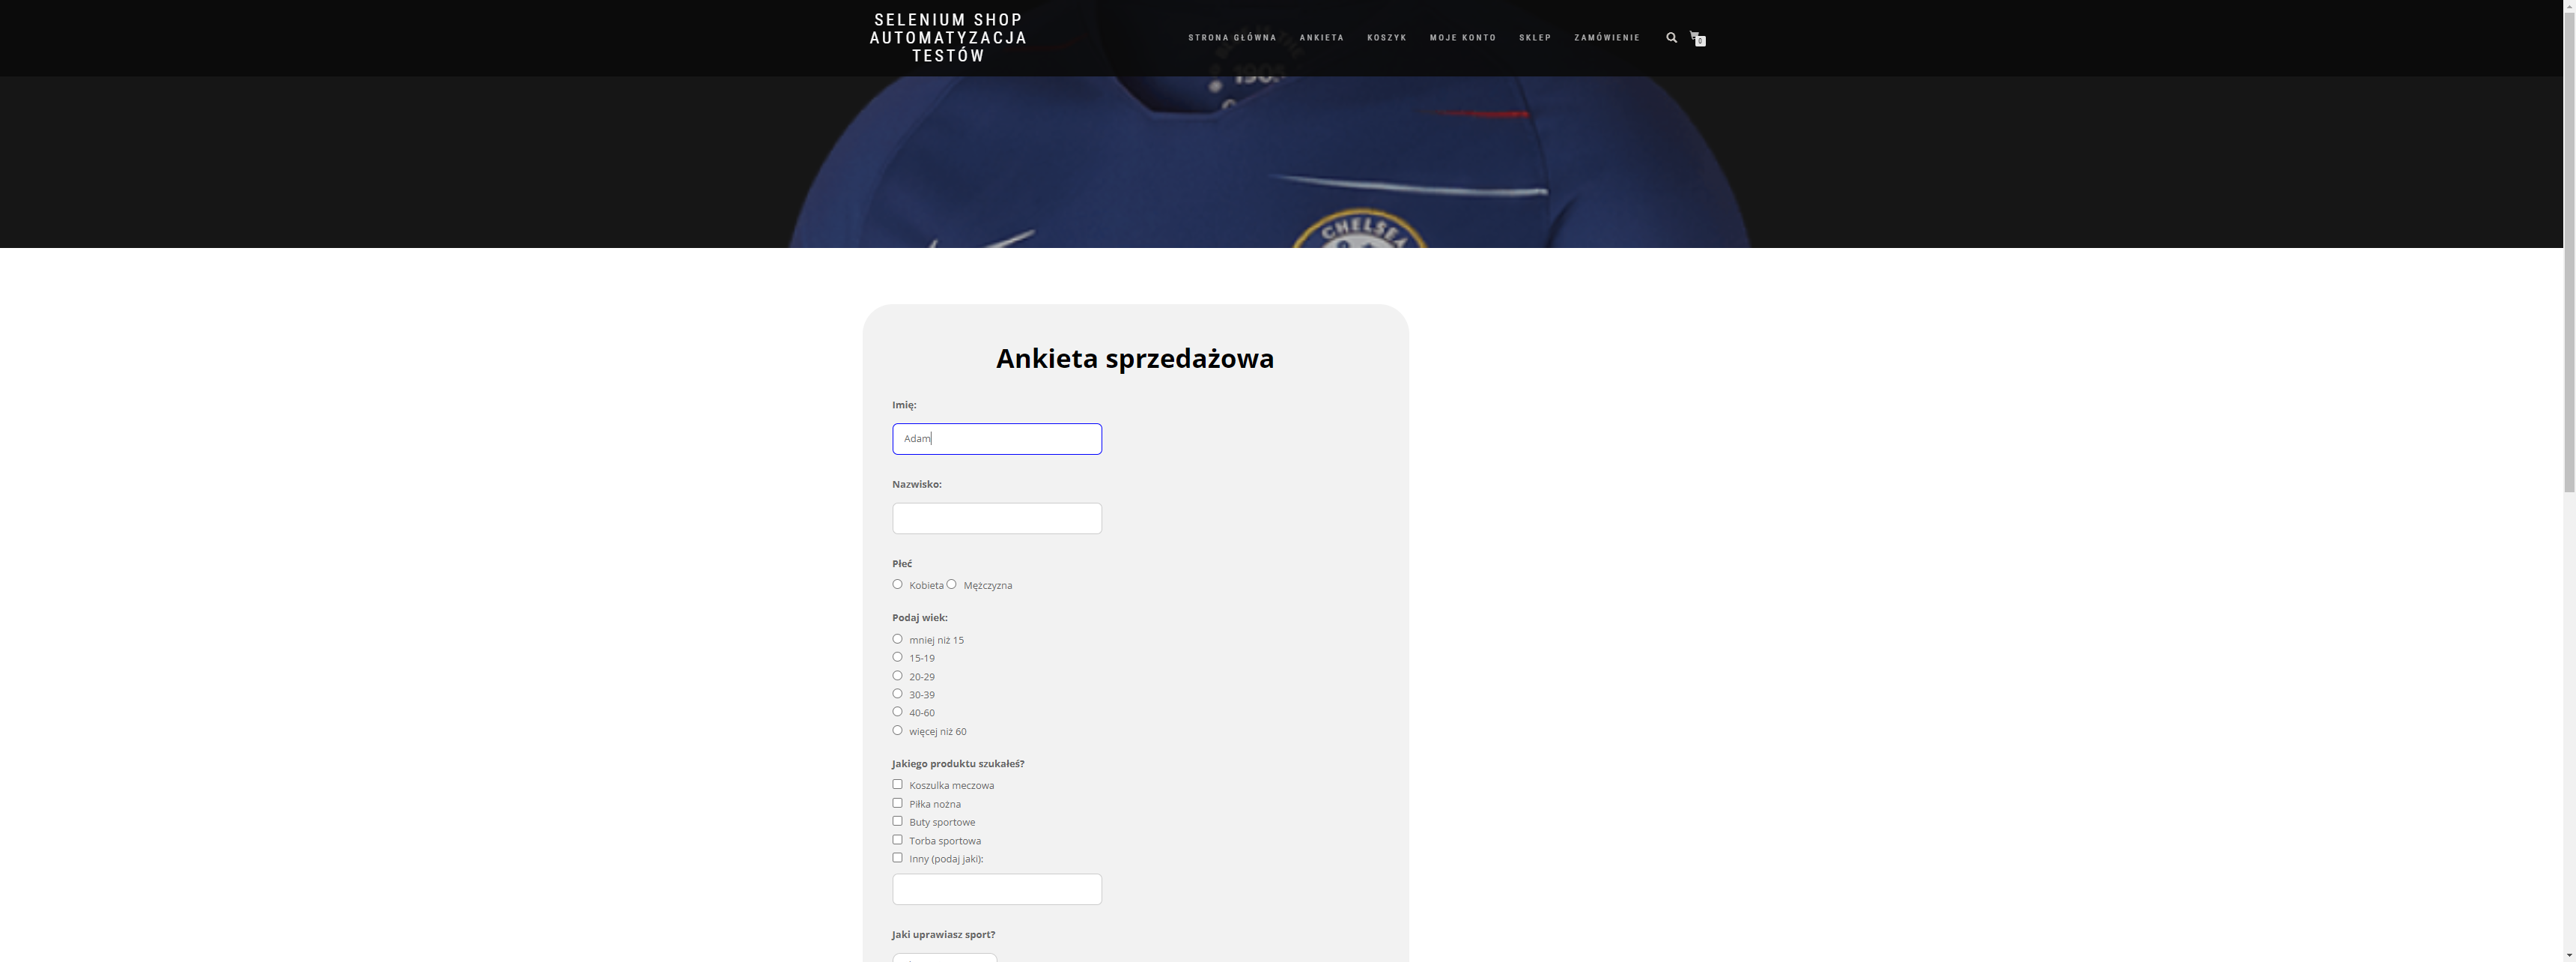 SELENIUM SHOP
AUTOMATYZACJA
TESTÓW
STRONA GŁÓWNA ANKIETA KOSZYK MOJE KONTO SKLEP ZAMÓWIENIE 0
CHELSEA
Ankieta sprzedażowa
Imię:
Adam
Nazwisko:
Płeć
Kobieta Mężczyzna
Podaj wiek:
mniej niż 15
15-19
20-29
30-39
40-60
więcej niż 60
Jakiego produktu szukałeś?
Koszulka meczowa
Piłka nożna
Buty sportowe
Torba sportowa
Inny (podaj jaki):
Jaki uprawiasz sport?